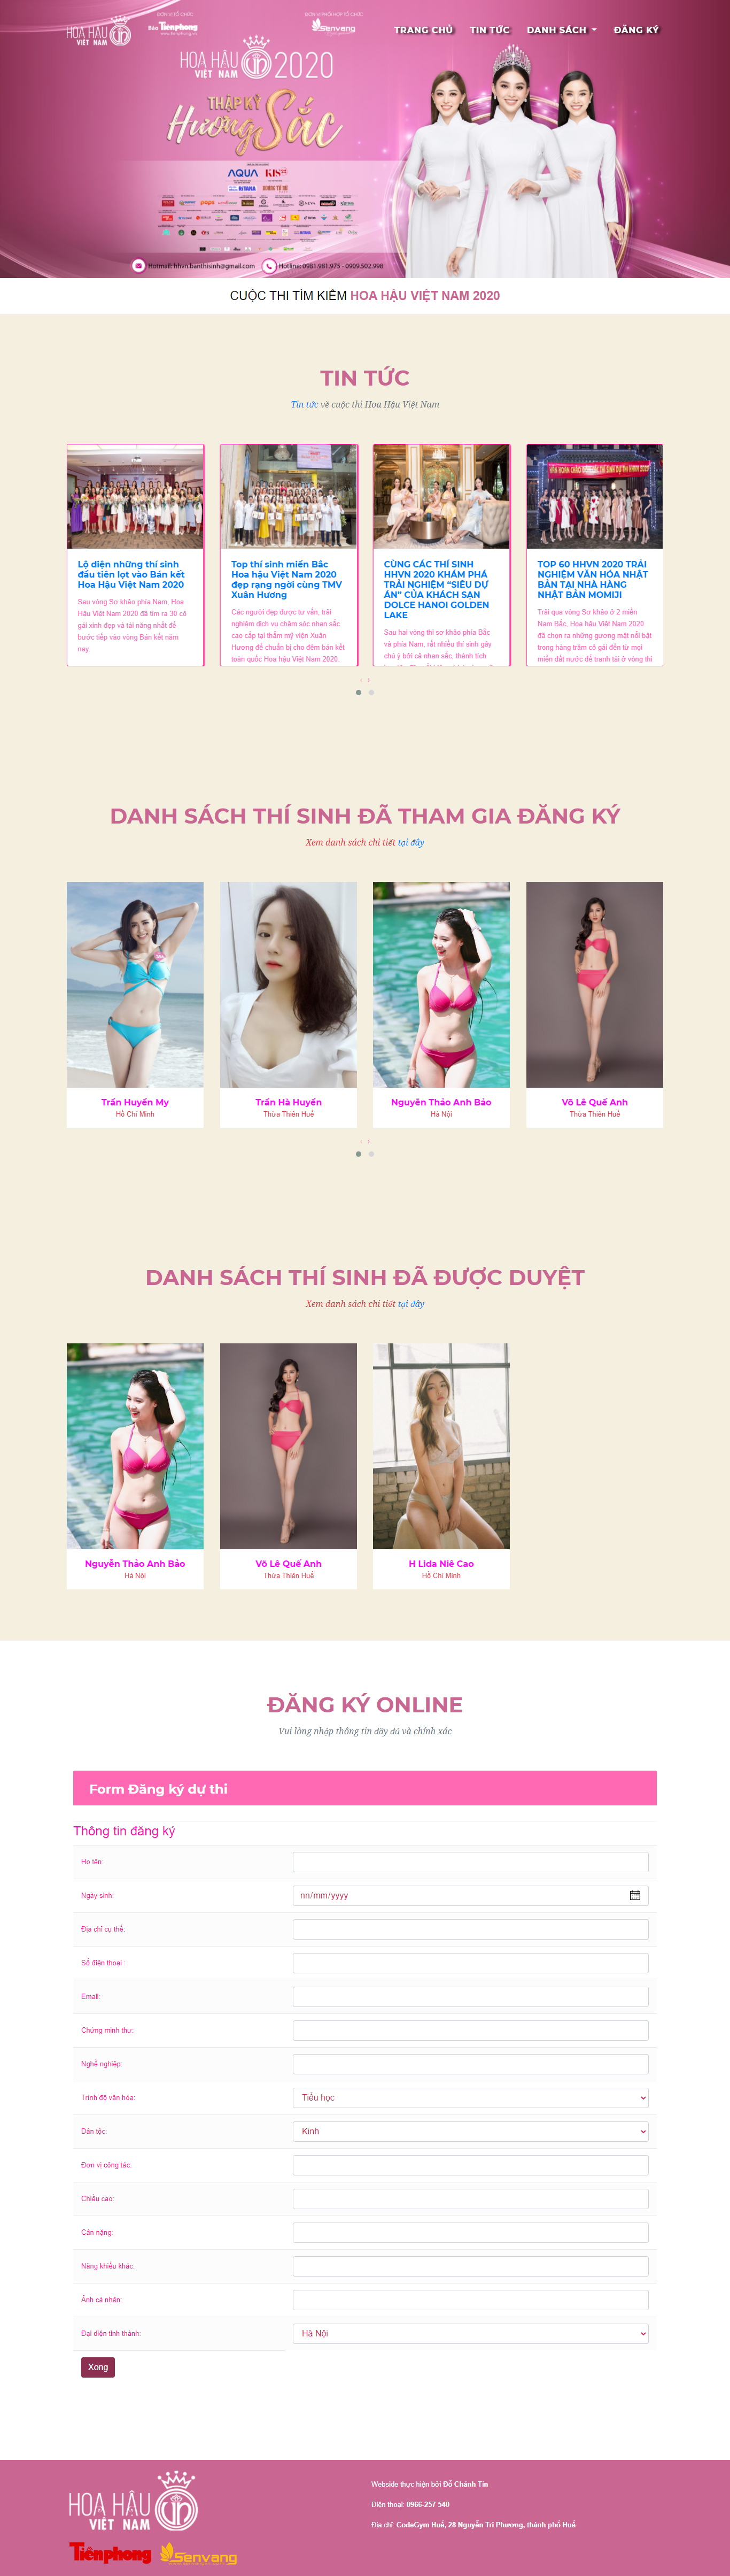 HOA HẬU
VIỆT NAM
ĐƠN VỊ TỔ CHỨC
Báo Tiênphong
ĐƠN VỊ PHỐI HỢP TỔ CHỨC
Senvang
TRANG CHỦ TIN TỨC DANH SÁCH ĐĂNG KÝ
HOA HẬU 2020
VIỆT NAM
THẬP KỶ
Hương Sắc
AQUA KIS
Hotmail: hhvn.banthisinh@gmail.com Hotline: 0981.981.975 - 0909.502.998
CUỘC THI TÌM KIẾM HOA HẬU VIỆT NAM 2020
TIN TỨC
Tin tức về cuộc thi Hoa Hậu Việt Nam
Lộ diện những thí sinh
đầu tiên lọt vào Bán kết
Hoa Hậu Việt Nam 2020
Sau vòng Sơ khảo phía Nam, Hoa
Hậu Việt Nam 2020 đã tìm ra 30 cô
gái xinh đẹp và tài năng nhất để
bước tiếp vào vòng Bán kết năm
nay.
Top thí sinh miền Bắc
Hoa hậu Việt Nam 2020
đẹp rạng ngời cùng TMV
Xuân Hương
Các người đẹp được tư vấn, trải
nghiệm dịch vụ chăm sóc nhan sắc
cao cấp tại thẩm mỹ viện Xuân
Hương để chuẩn bị cho đêm bán kết
toàn quốc Hoa hậu Việt Nam 2020.
CÙNG CÁC THÍ SINH
HHVN 2020 KHÁM PHÁ
TRẢI NGHIỆM “SIÊU DỰ
ÁN” CỦA KHÁCH SẠN
DOLCE HANOI GOLDEN
LAKE
Sau hai vòng thi sơ khảo phía Bắc
và phía Nam, rất nhiều thí sinh gây
chú ý bởi cả nhan sắc, thành tích
TOP 60 HHVN 2020 TRẢI
NGHIỆM VĂN HÓA NHẬT
BẢN TẠI NHÀ HÀNG
NHẬT BẢN MOMIJI
Trải qua vòng Sơ khảo ở 2 miền
Nam Bắc, Hoa hậu Việt Nam 2020
đã chọn ra những gương mặt nổi bật
trong hàng trăm cô gái đến từ mọi
miền đất nước để tranh tài ở vòng thi
‹ ›
DANH SÁCH THÍ SINH ĐÃ THAM GIA ĐĂNG KÝ
Xem danh sách chi tiết tại đây
Trần Huyền My
Hồ Chí Minh
Trần Hà Huyền
Thừa Thiên Huế
Nguyễn Thảo Anh Bảo
Hà Nội
Võ Lê Quế Anh
Thừa Thiên Huế
‹ ›
DANH SÁCH THÍ SINH ĐÃ ĐƯỢC DUYỆT
Xem danh sách chi tiết tại đây
Nguyễn Thảo Anh Bảo
Hà Nội
Võ Lê Quế Anh
Thừa Thiên Huế
H Lida Niê Cao
Hồ Chí Minh
ĐĂNG KÝ ONLINE
Vui lòng nhập thông tin đầy đủ và chính xác
Form Đăng ký dự thi
Thông tin đăng ký
Họ tên:
Ngày sinh: nn/mm/yyyy
Địa chỉ cụ thể:
Số điện thoại
Email:
Chứng minh thư:
Nghề nghiệp:
Trình độ văn hóa: Tiểu học
Dân tộc: Kinh
Đơn vị công tác:
Chiều cao:
Cân nặng:
Năng khiếu khác:
Ảnh cá nhân:
Đại diện tỉnh thành: Hà Nội
Xong
HOA HẬU
VIỆT NAM
Tiênphong Senvang
Webside thực hiện bởi Đỗ Chánh Tín
Điện thoại: 0966-257 540
Địa chỉ: CodeGym Huế, 28 Nguyễn Tri Phương, thành phố Huế